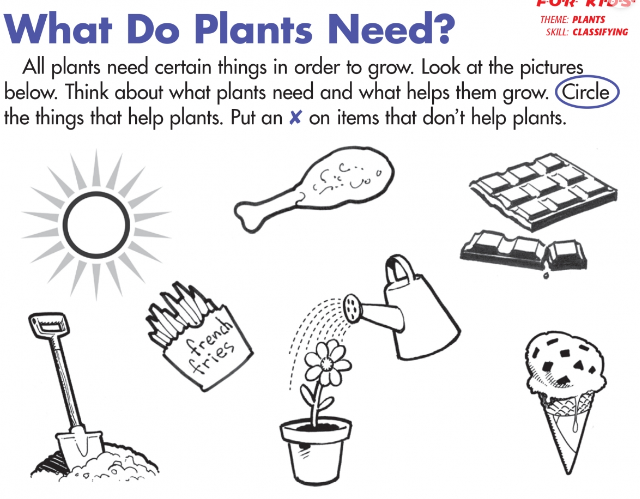 FOR KIDS
THEME: PLANTS
SKILL: CLASSIFYING
What Do Plants Need?
All plants need certain things in order to grow. Look at the pictures
below. Think about what plants need and what helps them grow. Circle
the things that help plants. Put an ✘ on items that don't help plants.
french
fries